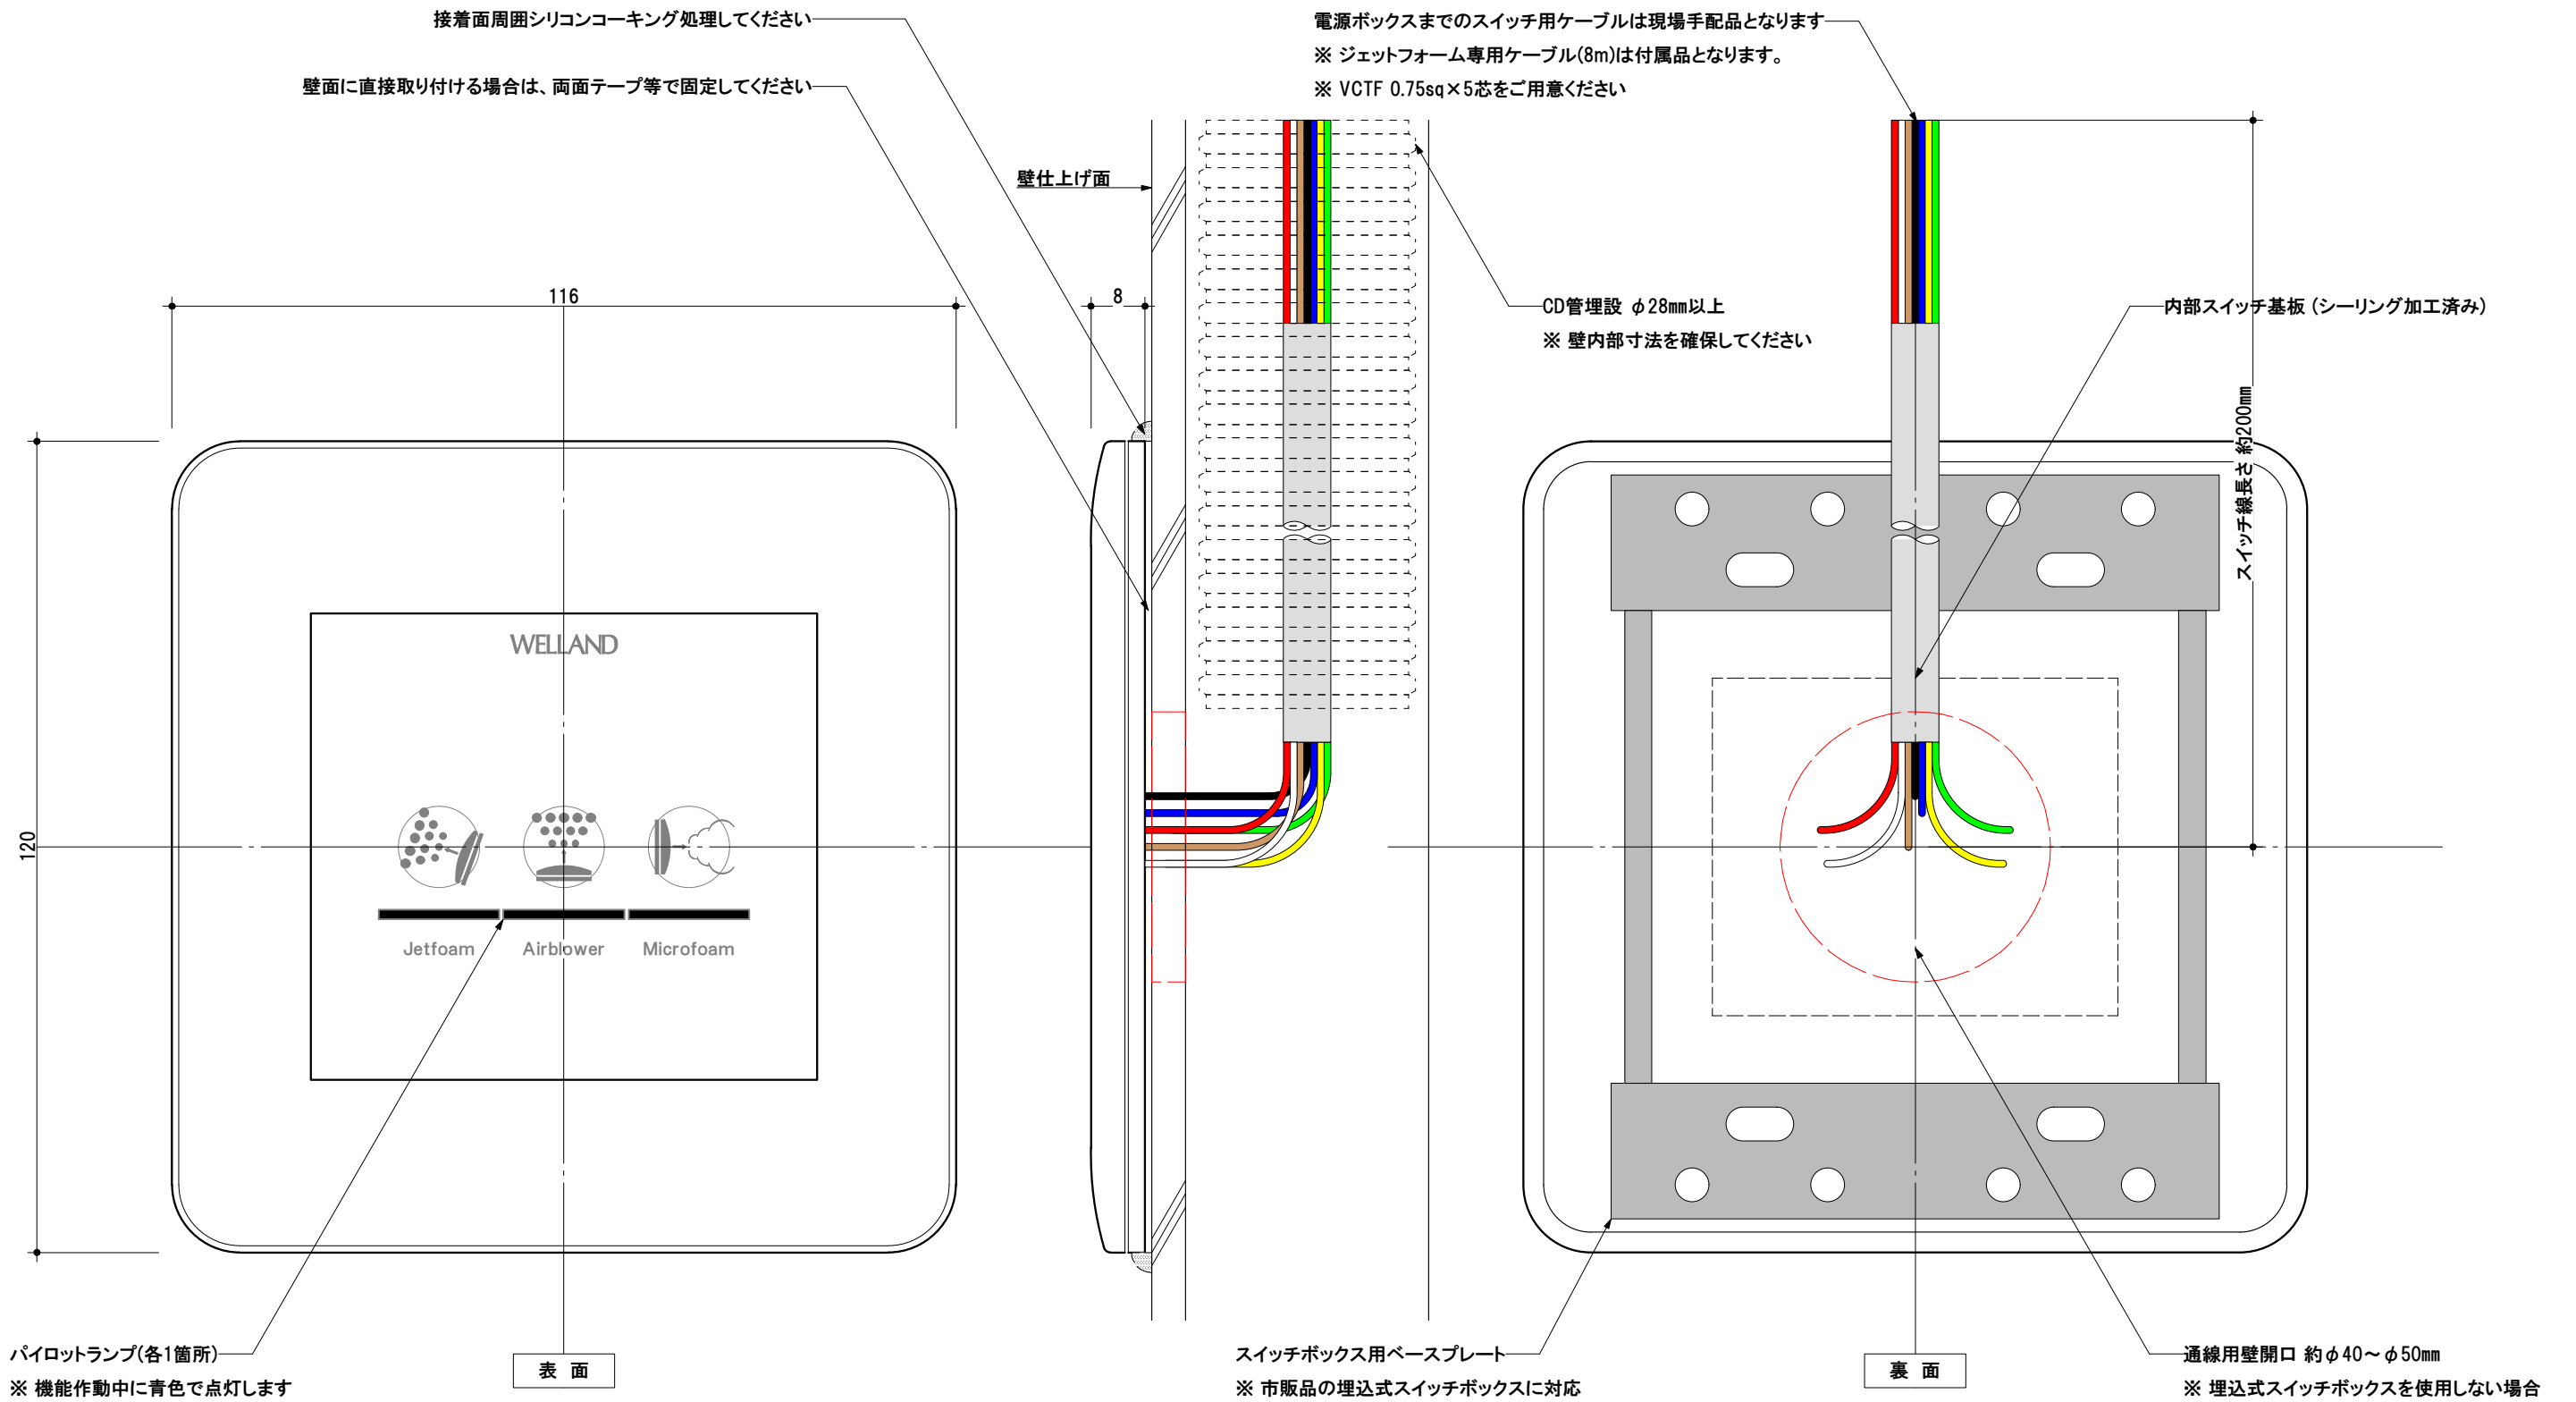 接着面周囲シリコンコーキング処理してください
壁面に直接取り付ける場合は、両面テープ等で固定してください
電源ボックスまでのスイッチ用ケーブルは現場手配品となります
※ ジェットフォーム専用ケーブル(8m)は付属品となります。
※ VCTF 0.75sq×5芯をご用意ください
壁仕上げ面
116
8
CD管埋設 φ28mm以上
※ 壁内部寸法を確保してください
内部スイッチ基板 (シーリング加工済み)
スイッチ線長さ 約200mm
120
WELLAND
Jetfoam
Airblower
Microfoam
パイロットランプ(各1箇所)
※ 機能作動中に青色で点灯します
表 面
スイッチボックス用ベースプレート
※ 市販品の埋込式スイッチボックスに対応
裏 面
通線用壁開口 約φ40～φ50mm
※ 埋込式スイッチボックスを使用しない場合